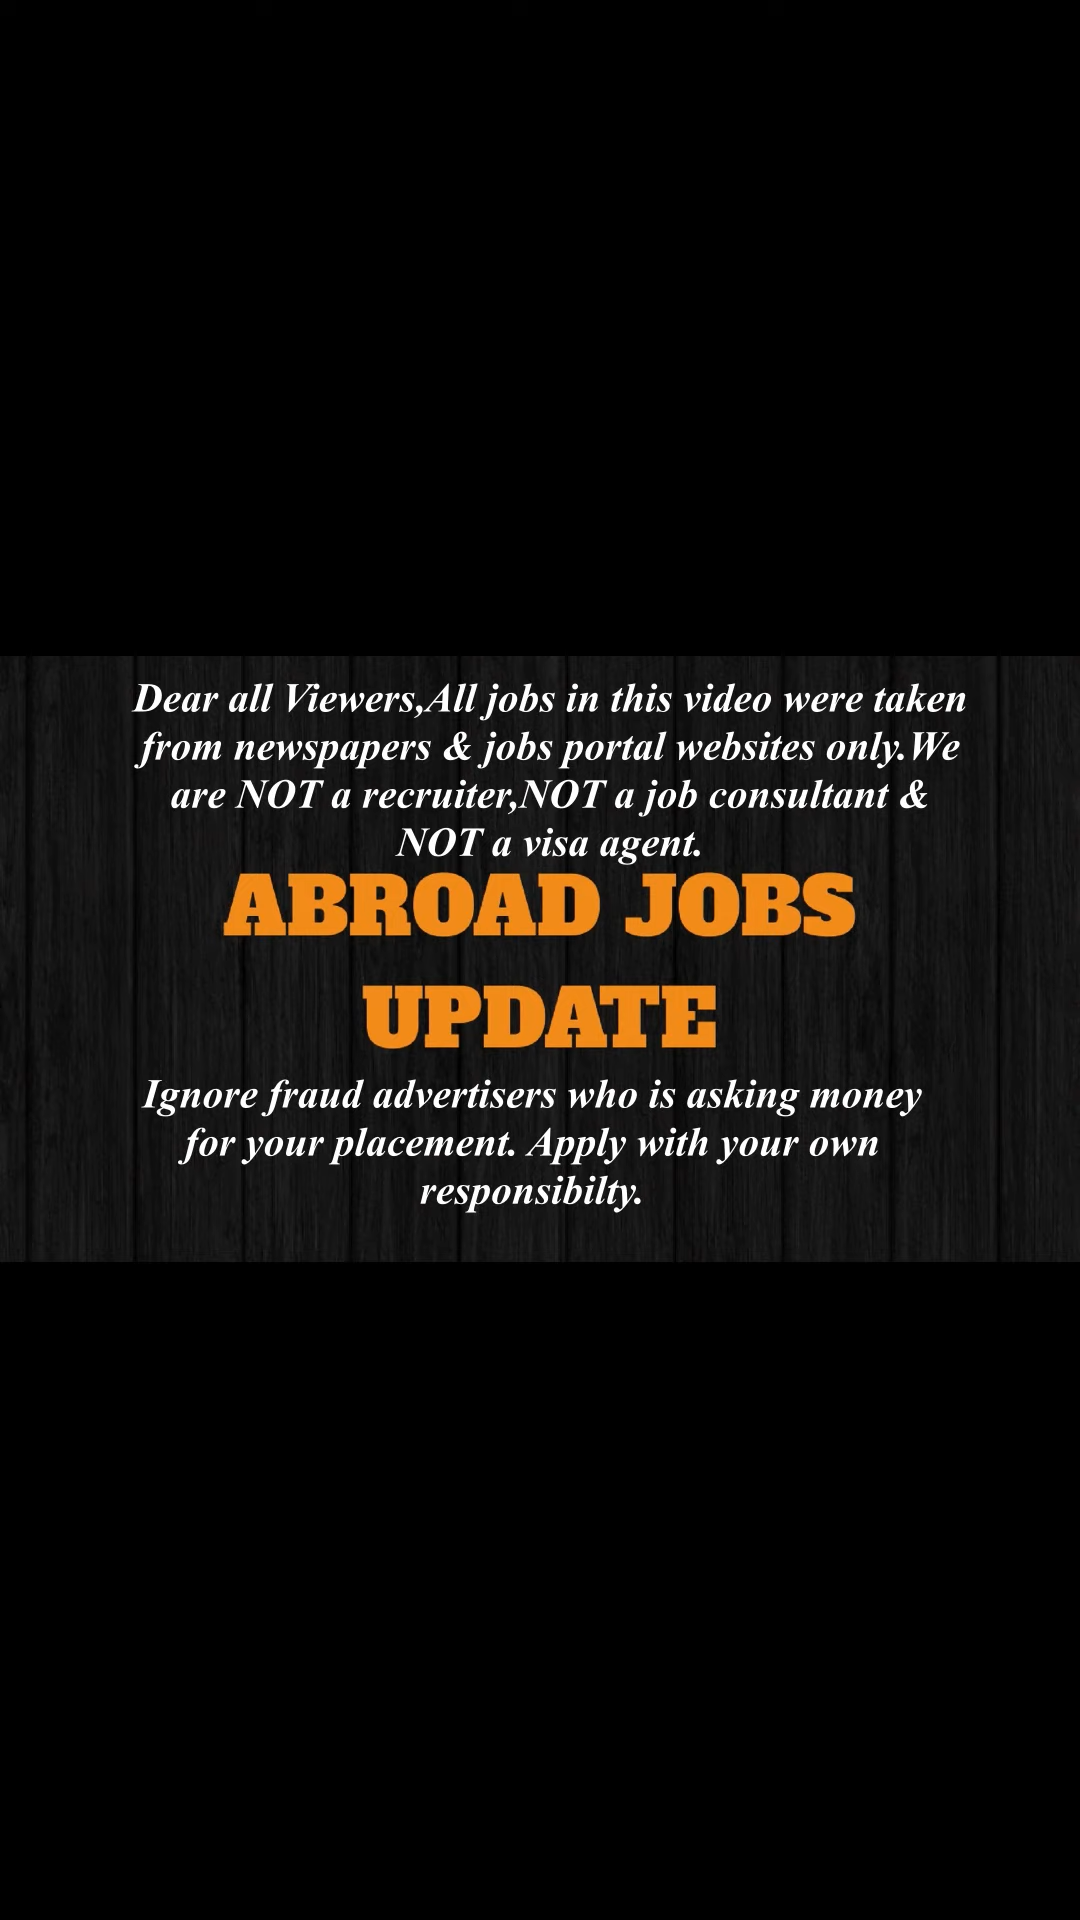 Dear all Viewers,All jobs in this video were taken
from newspapers & jobs portal websites only.We
are NOT a recruiter,NOT a job consultant &
NOT a visa agent.
ABROAD JOBS
UPDATE
Ignore fraud advertisers who is asking money
for your placement. Apply with your own
responsibilty.